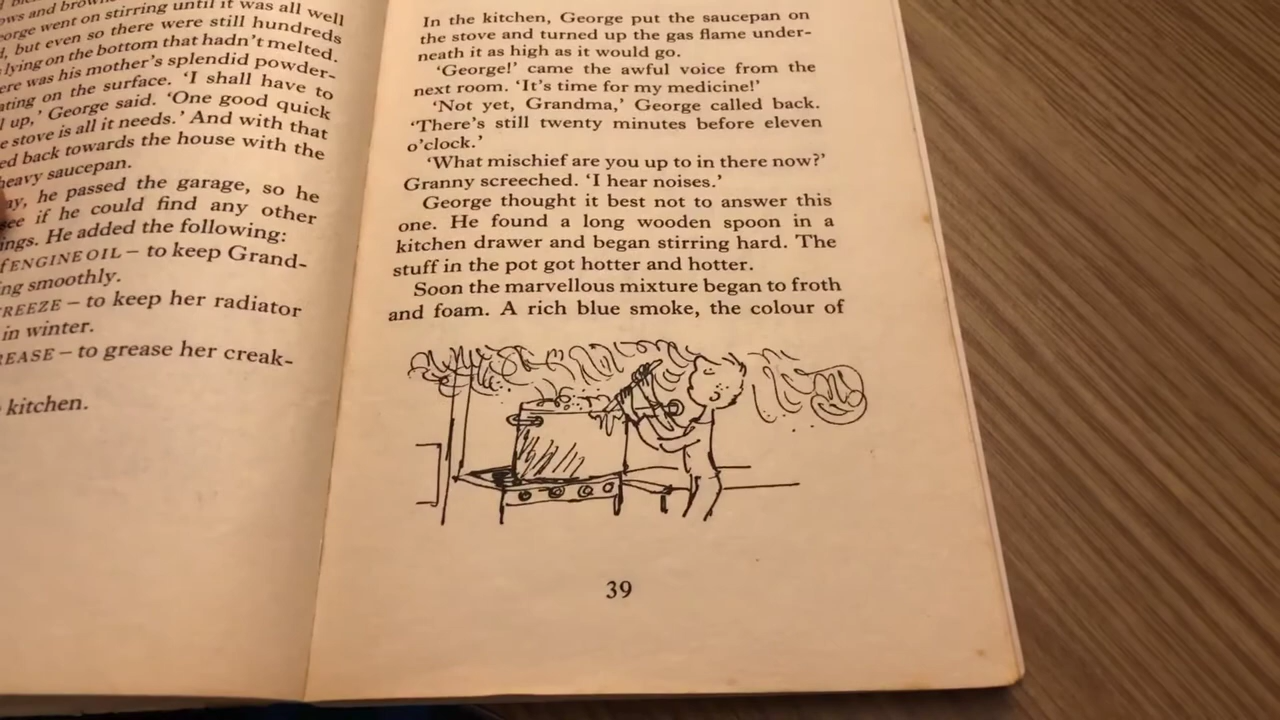 ows and brown
orge went on stirring until it was all well
d, but even so there were still hundreds
lying on the bottom that hadn't melted.
ere was his mother's splendid powder-
ating on the surface. 'I shall have to
l up,' George said. 'One good quick
e stove is all it needs.' And with that
ed back towards the house with the
heavy saucepan.
ay, he passed the garage, so he
see if he could find any other
ings. He added the following:
f ENGINE OIL – to keep Grand-
ng smoothly.
REEZE – to keep her radiator
in winter.
REASE – to grease her creak-
kitchen.
In the kitchen, George put the saucepan on
the stove and turned up the gas flame under-
neath it as high as it would go.
'George!' came the awful voice from the
next room. 'It's time for my medicine!'
'Not yet, Grandma,' George called back.
'There's still twenty minutes before eleven
o'clock.'
'What mischief are you up to in there now?'
Granny screeched. 'I hear noises.'
George thought it best not to answer this
one. He found a long wooden spoon in a
kitchen drawer and began stirring hard. The
stuff in the pot got hotter and hotter.
Soon the marvellous mixture began to froth
and foam. A rich blue smoke, the colour of
39